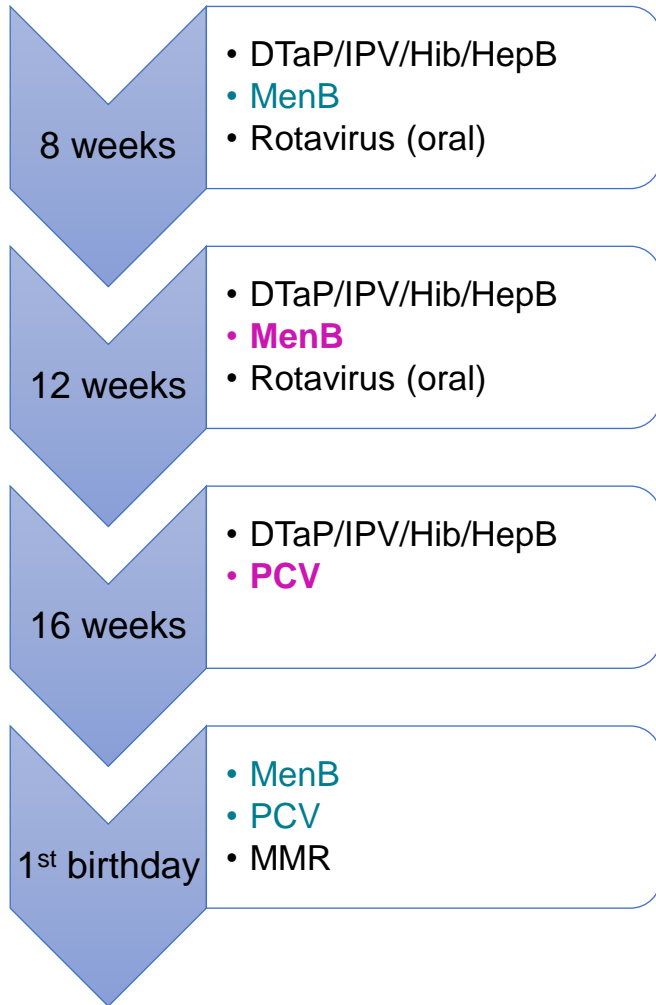 8 weeks
• DTaP/IPV/Hib/HepB
• MenB
• Rotavirus (oral)
12 weeks
• DTaP/IPV/Hib/HepB
• MenB
• Rotavirus (oral)
16 weeks
• DTaP/IPV/Hib/HepB
• PCV
1st birthday
• MenB
• PCV
• MMR